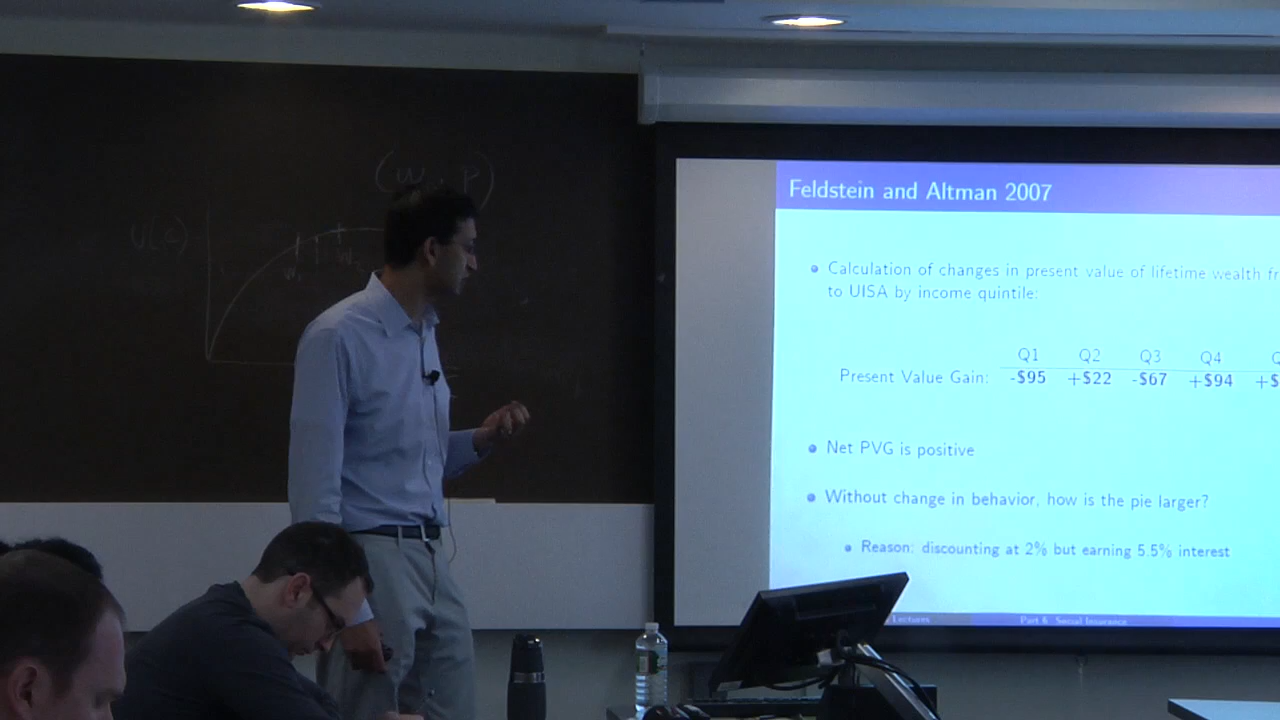 U(c)
W₁
Feldstein and Altman 2007
Calculation of changes in present value of lifetime wealth fr
to UISA by income quintile:
Q1 Q2 Q3 Q4 Q
Present Value Gain: -$95 +$22 -$67 +$94 +$
Net PVG is positive
Without change in behavior, how is the pie larger?
Reason: discounting at 2% but earning 5.5% interest
Lectures Part 6: Social Insurance